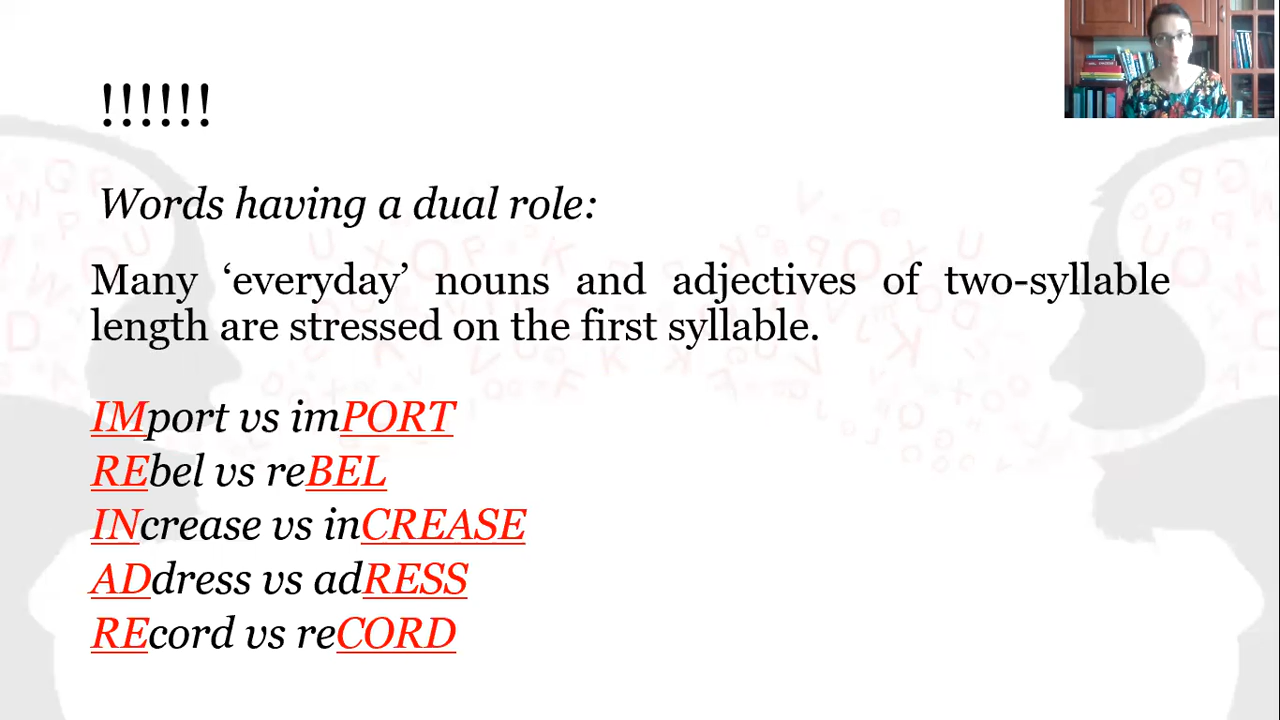 !!!!!!
Words having a dual role:
Many ‘everyday’ nouns and adjectives of two-syllable
length are stressed on the first syllable.
IMport vs imPORT
REbel vs reBEL
INcrease vs inCREASE
ADdress vs adRESS
REcord vs reCORD